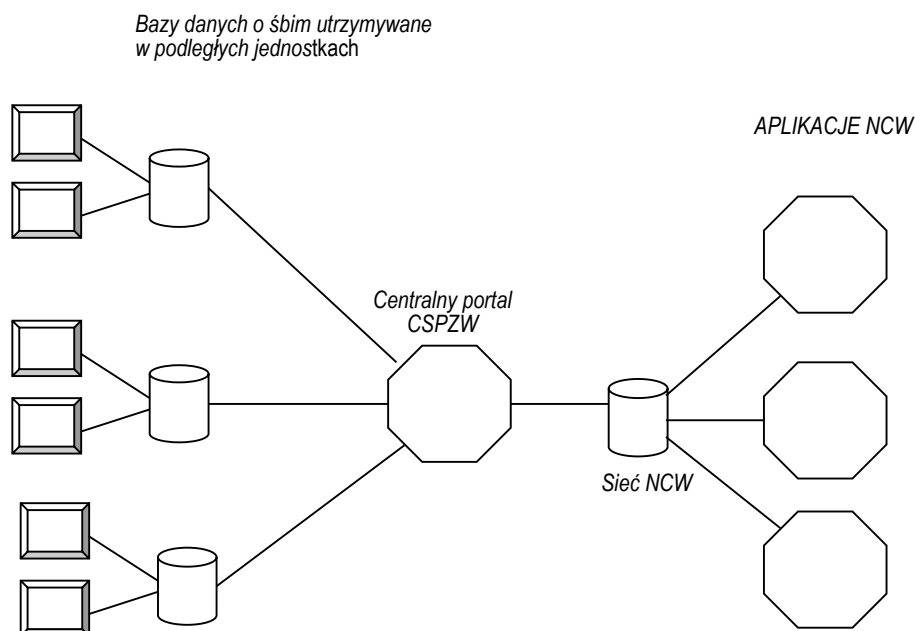 Bazy danych o śbim utrzymywane
w podległych jednostkach
APLIKACJE NCW
Centralny portal
CSPZW
Sieć NCW